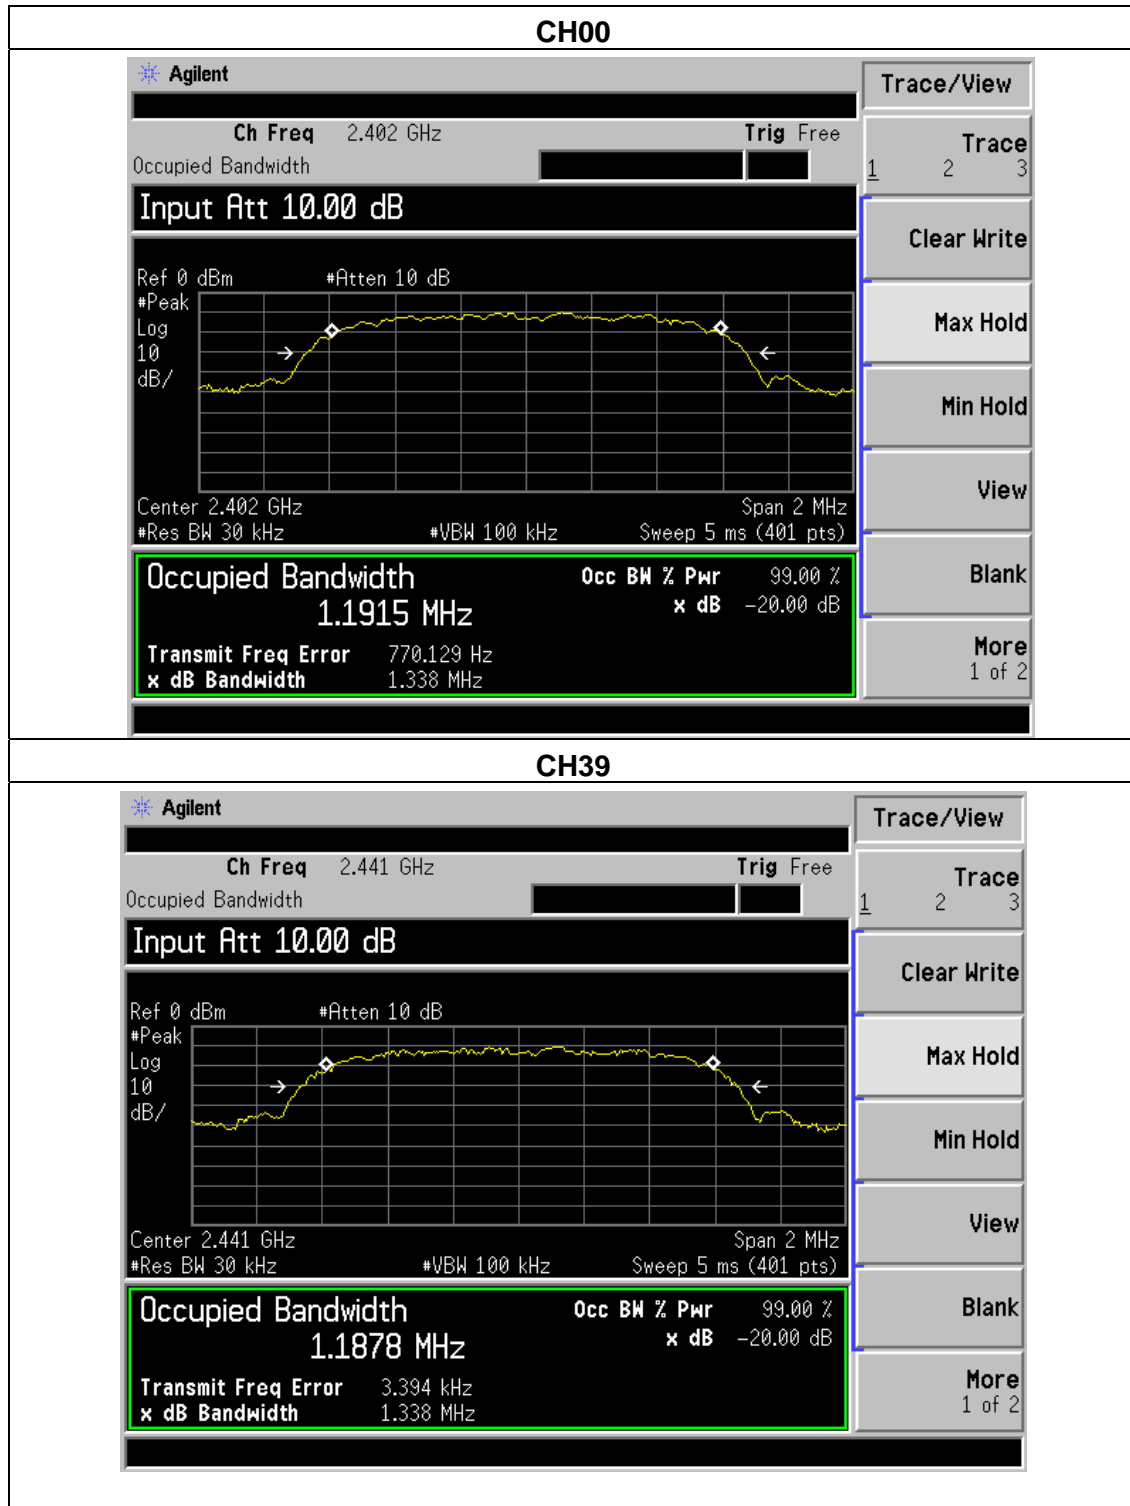 CH00
Agilent
Trace/View
Ch Freq 2.402 GHz Trig Free
Trace
1 2 3
Occupied Bandwidth
Input Att 10.00 dB
Clear Write
Ref 0 dBm #Atten 10 dB
#Peak
Log
10
dB/
Max Hold
Min Hold
View
Center 2.402 GHz Span 2 MHz
#Res BW 30 kHz #VBW 100 kHz Sweep 5 ms (401 pts)
Occupied Bandwidth Occ BW % Pwr 99.00 %
1.1915 MHz x dB -20.00 dB
Blank
Transmit Freq Error 770.129 Hz
x dB Bandwidth 1.338 MHz
More
1 of 2
CH39
Agilent
Trace/View
Ch Freq 2.441 GHz Trig Free
Trace
1 2 3
Occupied Bandwidth
Input Att 10.00 dB
Clear Write
Ref 0 dBm #Atten 10 dB
#Peak
Log
10
dB/
Max Hold
Min Hold
View
Center 2.441 GHz Span 2 MHz
#Res BW 30 kHz #VBW 100 kHz Sweep 5 ms (401 pts)
Occupied Bandwidth Occ BW % Pwr 99.00 %
1.1878 MHz x dB -20.00 dB
Blank
Transmit Freq Error 3.394 kHz
x dB Bandwidth 1.338 MHz
More
1 of 2